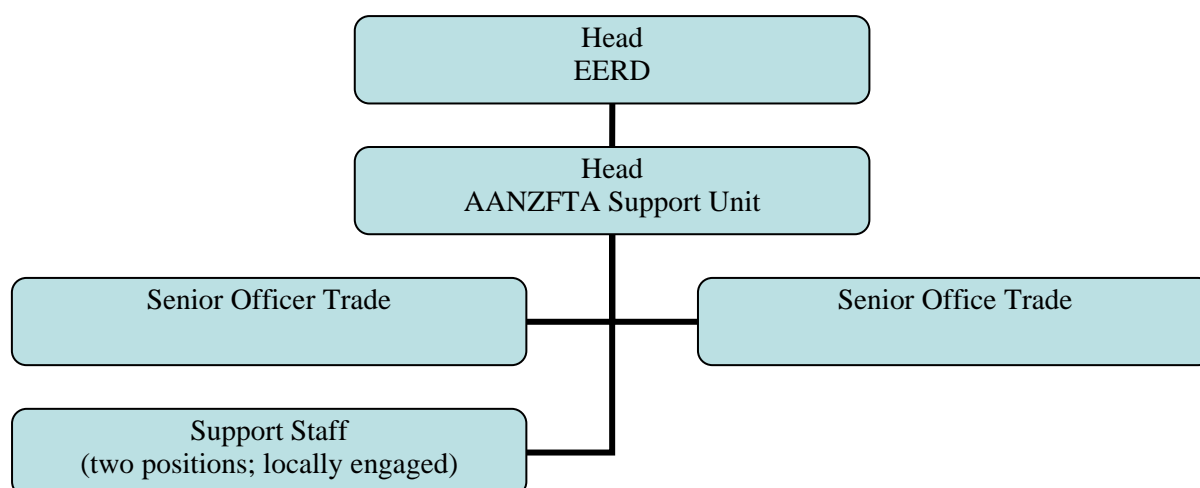 Head
EERD
Head
AANZFTA Support Unit
Senior Officer Trade
Senior Office Trade
Support Staff
(two positions; locally engaged)